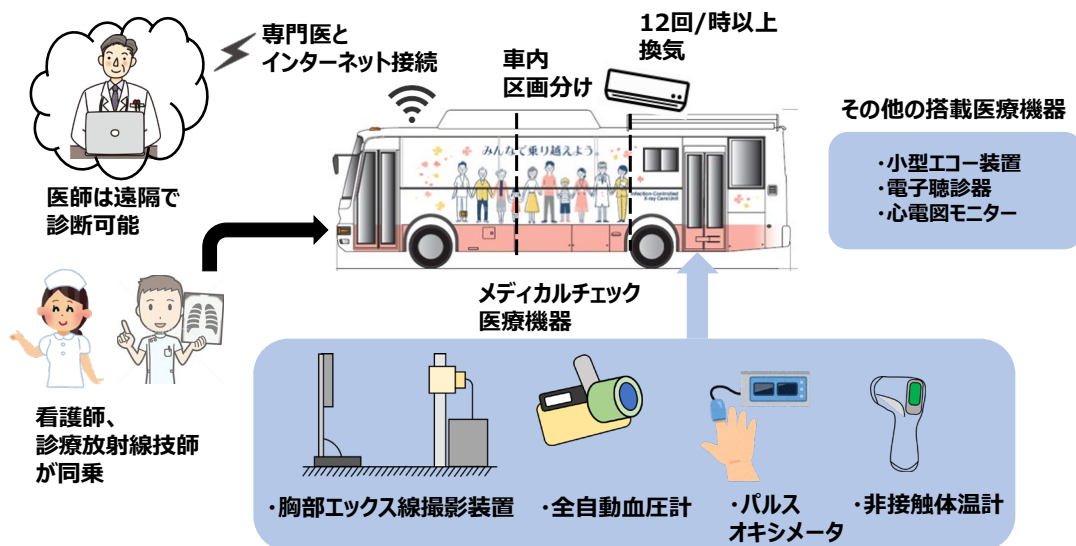 専門医と
インターネット接続
12回/時以上
換気
車内
区画分け
その他の搭載医療機器
・小型エコー装置
・電子聴診器
・心電図モニター
みんなで乗り越えよう。
Infection-Controlled
X-ray Care Unit
医師は遠隔で
診断可能
メディカルチェック
医療機器
看護師、
診療放射線技師
が同乗
・胸部エックス線撮影装置
・全自動血圧計
・パルス
オキシメータ
・非接触体温計